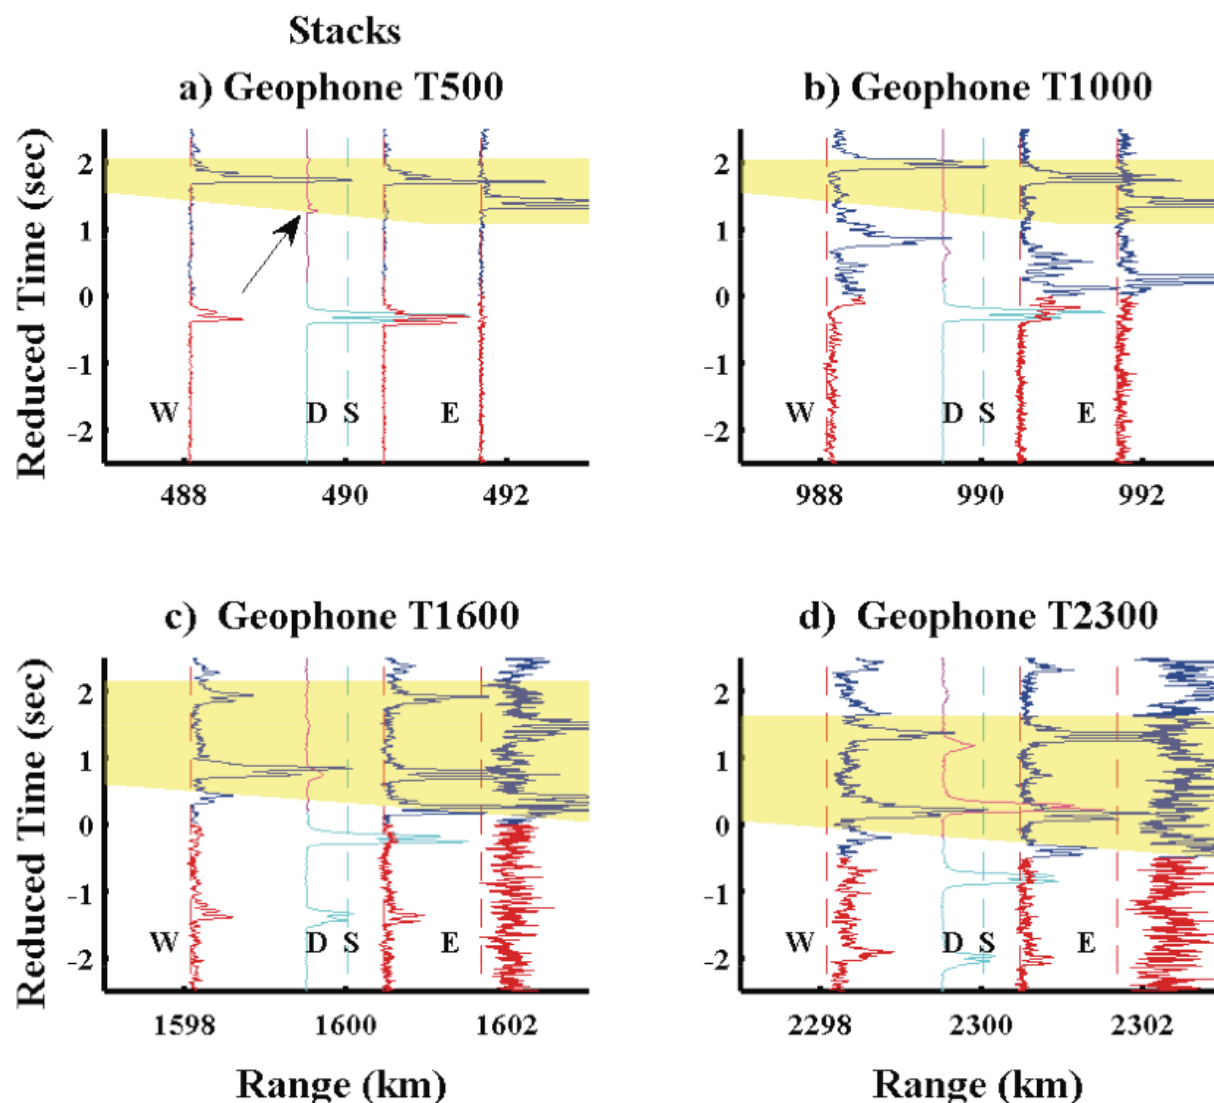 Stacks
a) Geophone T500
b) Geophone T1000
Reduced Time (sec)
2
1
0
-1
-2
W
D
S
E
488
490
492
2
1
0
-1
-2
W
D
S
E
988
990
992
c) Geophone T1600
d) Geophone T2300
Reduced Time (sec)
2
1
0
-1
-2
W
D
S
E
1598
1600
1602
Range (km)
2
1
0
-1
-2
W
D
S
E
2298
2300
2302
Range (km)